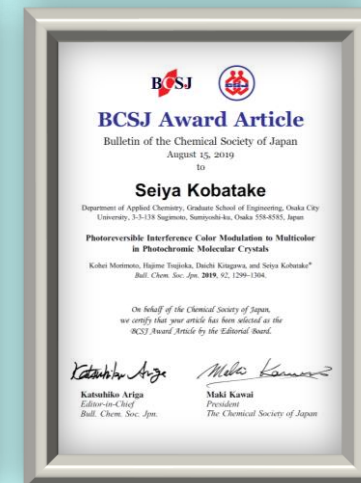 BCSJ
BCSJ Award Article
Bulletin of the Chemical Society of Japan
August 15, 2019
to
Seiya Kobatake
Department of Applied Chemistry, Graduate School of Engineering, Osaka City
University, 3-3-138 Sugimoto, Sumiyoshi-ku, Osaka 558-8585, Japan
Photoreversible Interference Color Modulation to Multicolor
in Photochromic Molecular Crystals
Kohei Morimoto, Hajime Tsujioka, Daichi Kitagawa, and Seiya Kobatake*
Bull. Chem. Soc. Jpn. 2019, 92, 1299–1304.
On behalf of the Chemical Society of Japan,
we certify that your article has been selected as the
BCSJ Award Article by the Editorial Board.
Katsuhiko Ariga
Maki Kawai
Katsuhiko Ariga
Editor-in-Chief
Bull. Chem. Soc. Jpn.
Maki Kawai
President
The Chemical Society of Japan